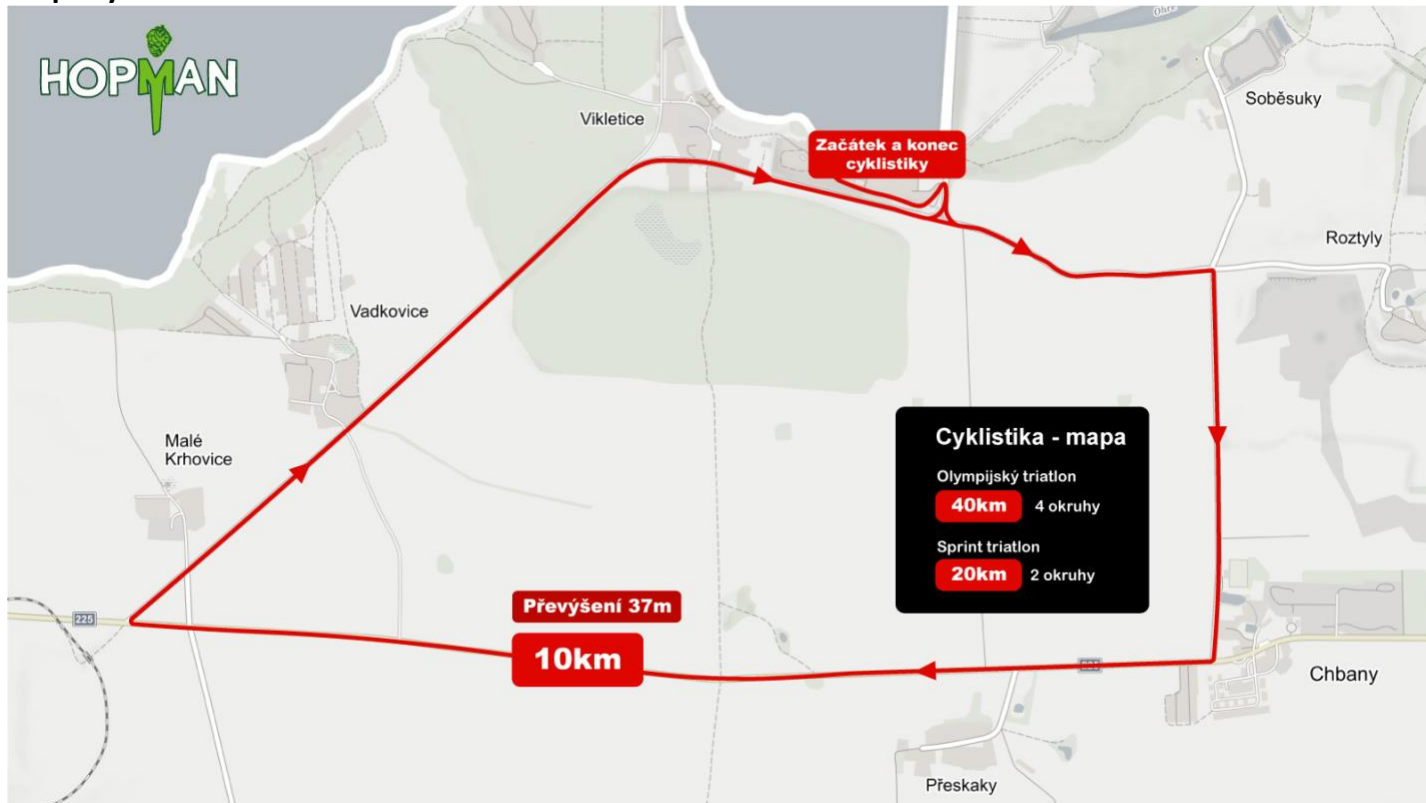 HOPMAN
Ohře
Soběsuky
Vikletice
Začátek a konec
cyklistiky
Roztyly
Vadkovice
Malé
Krhovice
Cyklistika - mapa
Olympijský triatlon
40km 4 okruhy
Sprint triatlon
20km 2 okruhy
225
Převýšení 37m
10km
Chbany
Přeskaky